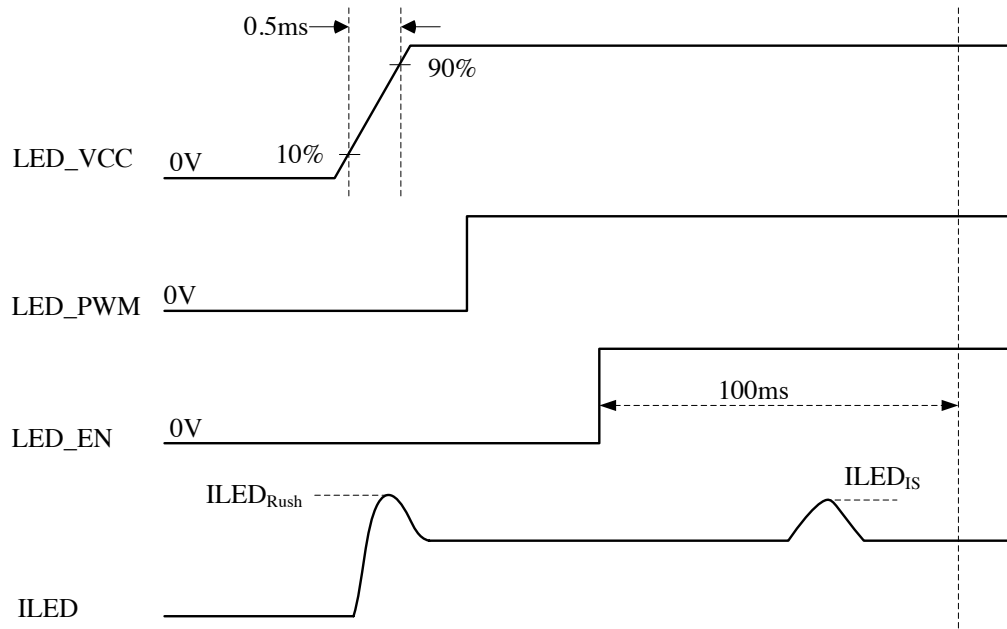 0.5ms
90%
10%
LED_VCC
0V
LED_PWM
0V
100ms
LED_EN
0V
ILEDRush
ILEDIS
ILED